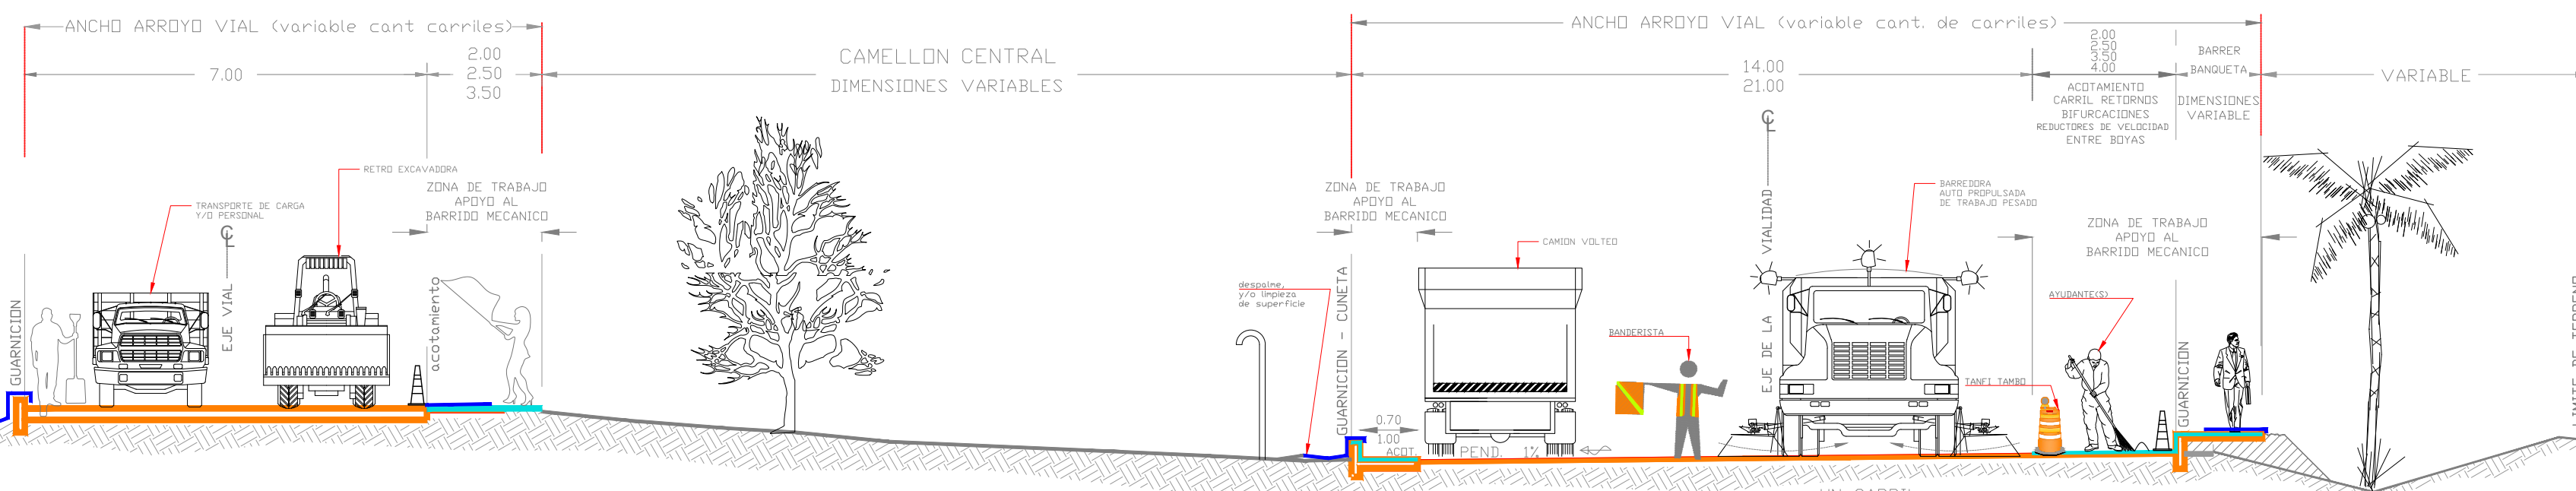 ANCHO ARROYO VIAL (variable cant carriles)
7.00
2.00
2.50
3.50
CAMELLON CENTRAL
DIMENSIONES VARIABLES
ANCHO ARROYO VIAL (variable cant. de carriles)
14.00
21.00
2.00
2.50
3.50
4.00
ACOTAMIENTO
CARRIL RETORNOS
BIFURCACIONES
REDUCTORES DE VELOCIDAD
ENTRE BOYAS
BARRER
BANQUETA
DIMENSIONES
VARIABLE
VARIABLE
GUARNICION
TRANSPORTE DE CARGA
Y/O PERSONAL
EJE VIAL
RETRO EXCAVADORA
ZONA DE TRABAJO
APOYO AL
BARRIDO MECANICO
acotamiento
despalme,
y/o limpieza
de superficie
ZONA DE TRABAJO
APOYO AL
BARRIDO MECANICO
GUARNICION - CUNETA
0.70
1.00
ACOT.
CAMION VOLTEO
PEND. 1%
BANDERISTA
EJE DE LA VIALIDAD
BARREDORA
AUTO PROPULSADA
DE TRABAJO PESADO
TANFI TAMBO
AYUDANTE(S)
ZONA DE TRABAJO
APOYO AL
BARRIDO MECANICO
GUARNICION